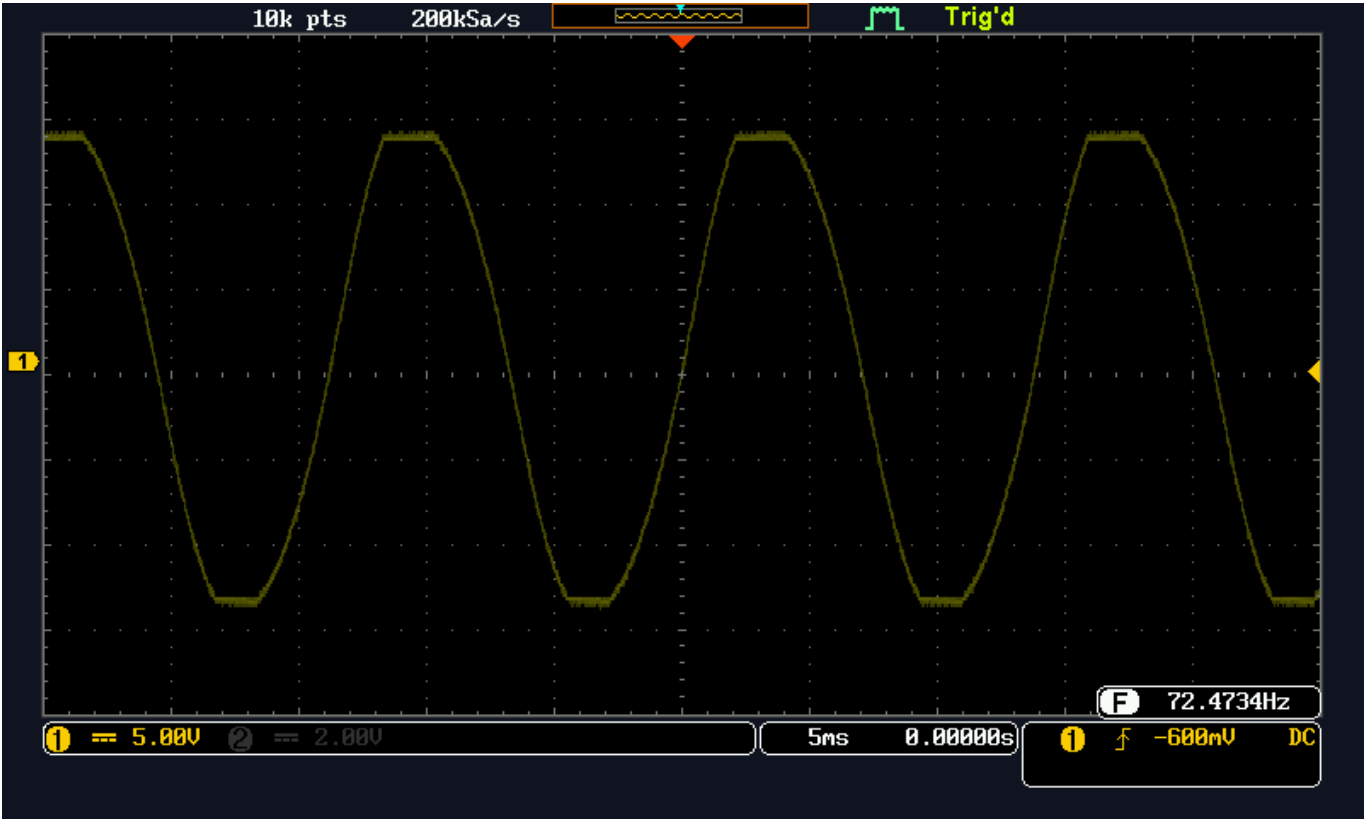 10k pts 200kSa/s Trig'd
1
F 72.4734Hz
1 5.00V 2 2.00V 5ms 0.00000s 1 -600mV DC